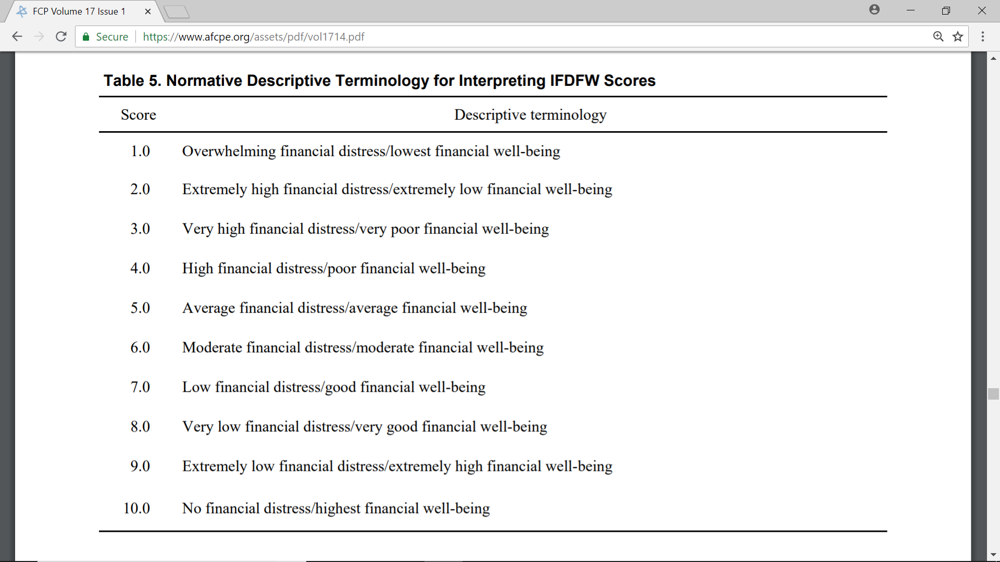 FCP Volume 17 Issue 1
Secure https://www.afcpe.org/assets/pdf/vol1714.pdf
Table 5. Normative Descriptive Terminology for Interpreting IFDFW Scores
Score Descriptive terminology
1.0 Overwhelming financial distress/lowest financial well-being
2.0 Extremely high financial distress/extremely low financial well-being
3.0 Very high financial distress/very poor financial well-being
4.0 High financial distress/poor financial well-being
5.0 Average financial distress/average financial well-being
6.0 Moderate financial distress/moderate financial well-being
7.0 Low financial distress/good financial well-being
8.0 Very low financial distress/very good financial well-being
9.0 Extremely low financial distress/extremely high financial well-being
10.0 No financial distress/highest financial well-being